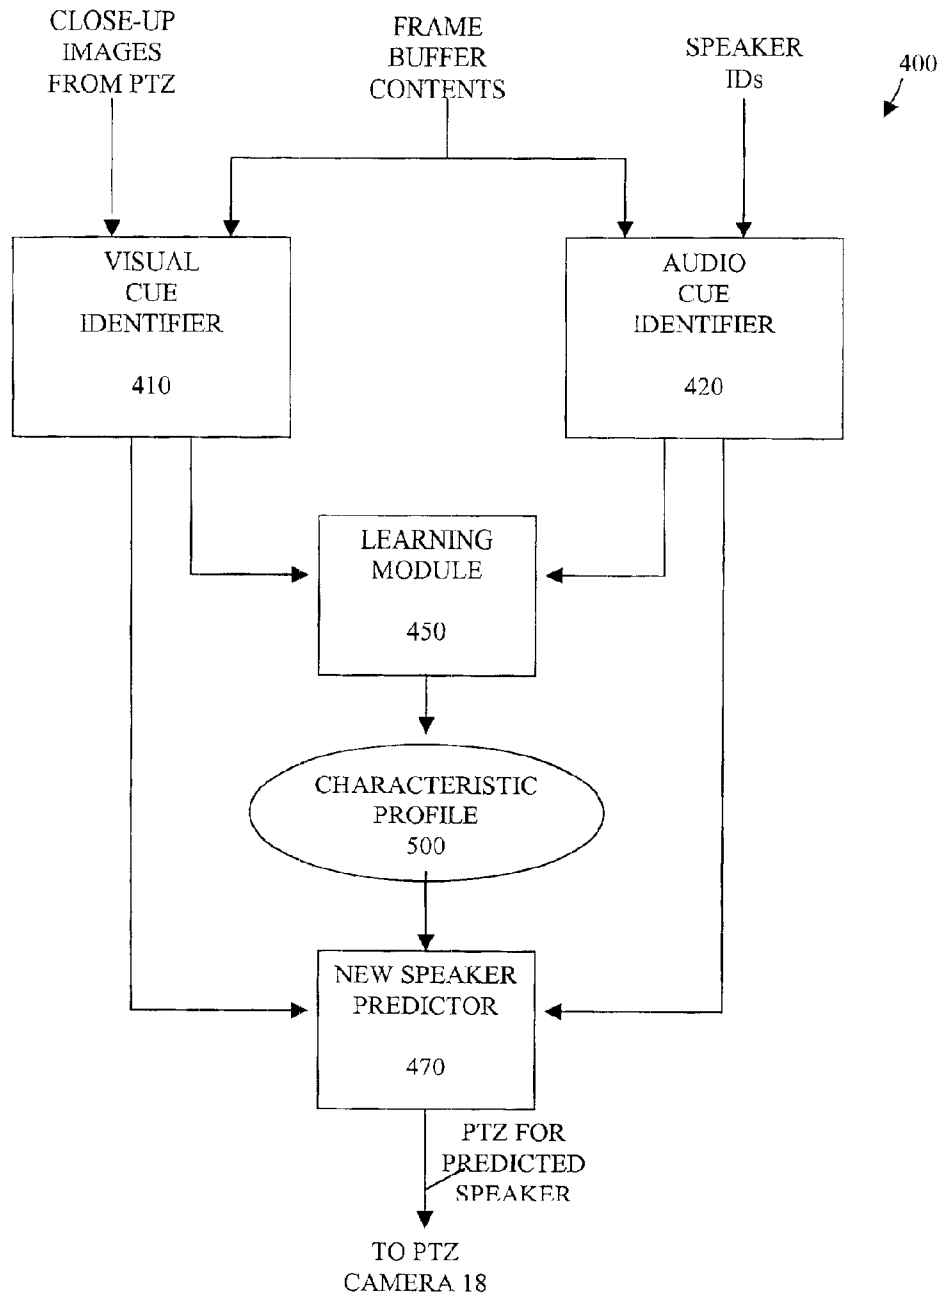 CLOSE-UP
IMAGES
FROM PTZ
FRAME
BUFFER
CONTENTS
SPEAKER
IDs
400
VISUAL
CUE
IDENTIFIER
410
AUDIO
CUE
IDENTIFIER
420
LEARNING
MODULE
450
CHARACTERISTIC
PROFILE
500
NEW SPEAKER
PREDICTOR
470
PTZ FOR
PREDICTED
SPEAKER
TO PTZ
CAMERA 18